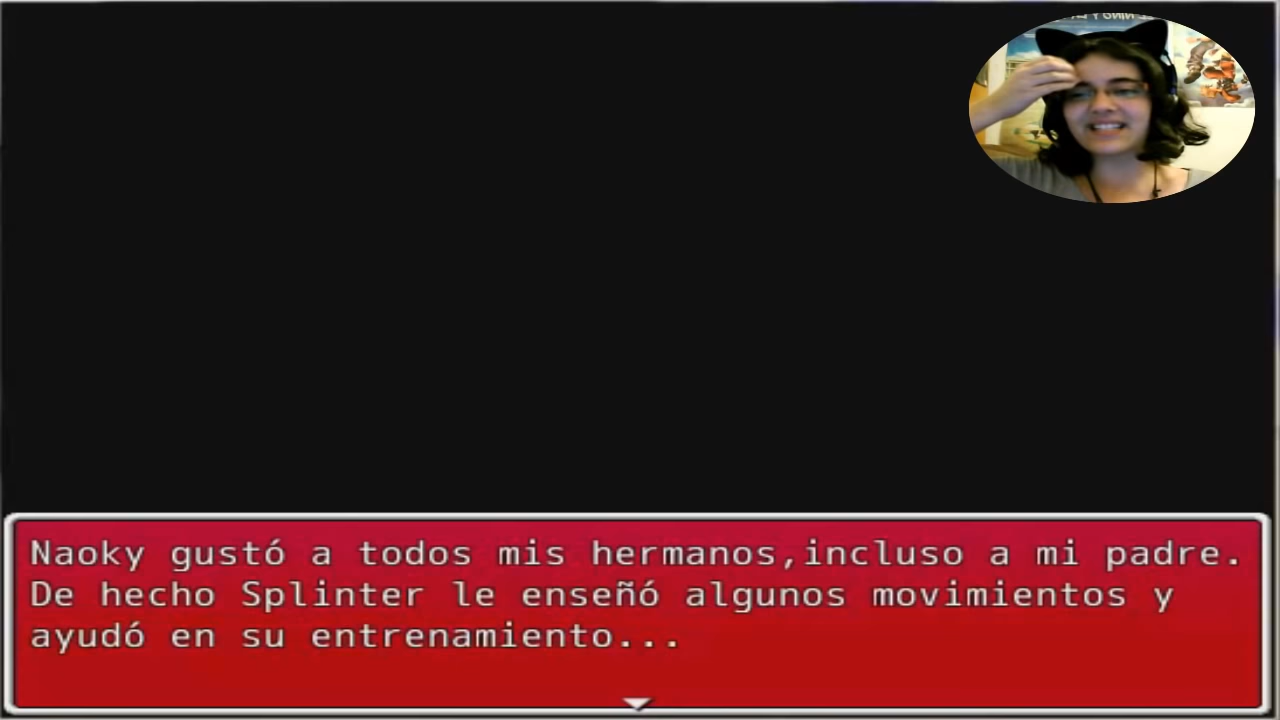 Naoky gustó a todos mis hermanos,incluso a mi padre.
De hecho Splinter le enseñó algunos movimientos y
ayudó en su entrenamiento...